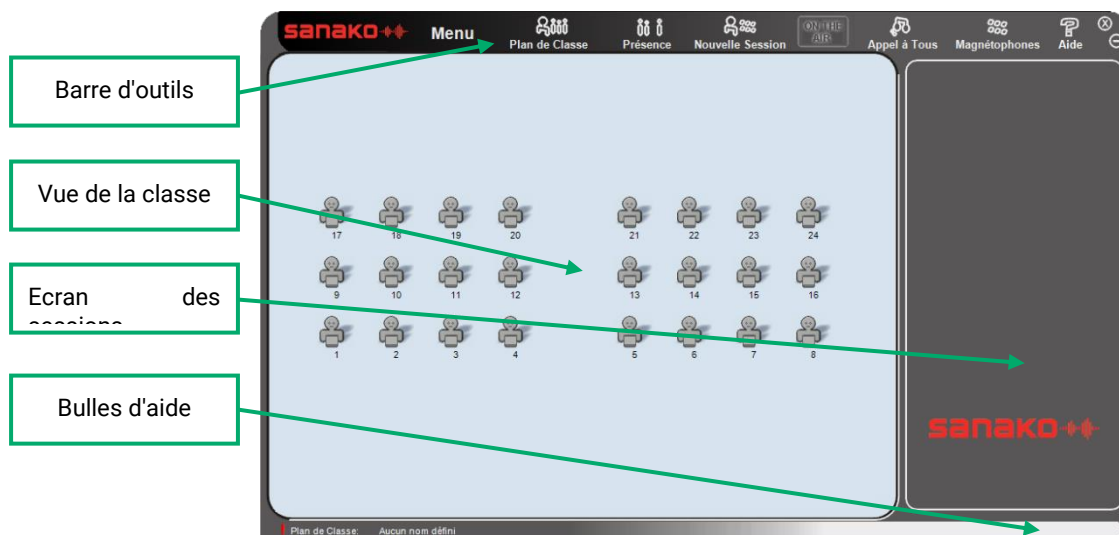 sanako
Menu
Plan de Classe
Présence
Nouvelle Session
ON THE
AIR
Appel à Tous
Magnétophones
Aide
Barre d'outils
Vue de la classe
Ecran des
sessions
Bulles d'aide
17 18 19 20 21 22 23 24
9 10 11 12 13 14 15 16
1 2 3 4 5 6 7 8
sanako
Plan de Classe: Aucun nom défini